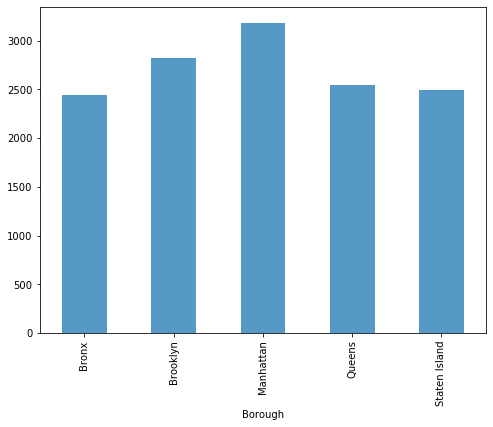 3000
2500
2000
1500
1000
500
0
Bronx
Brooklyn
Manhattan
Queens
Staten Island
Borough